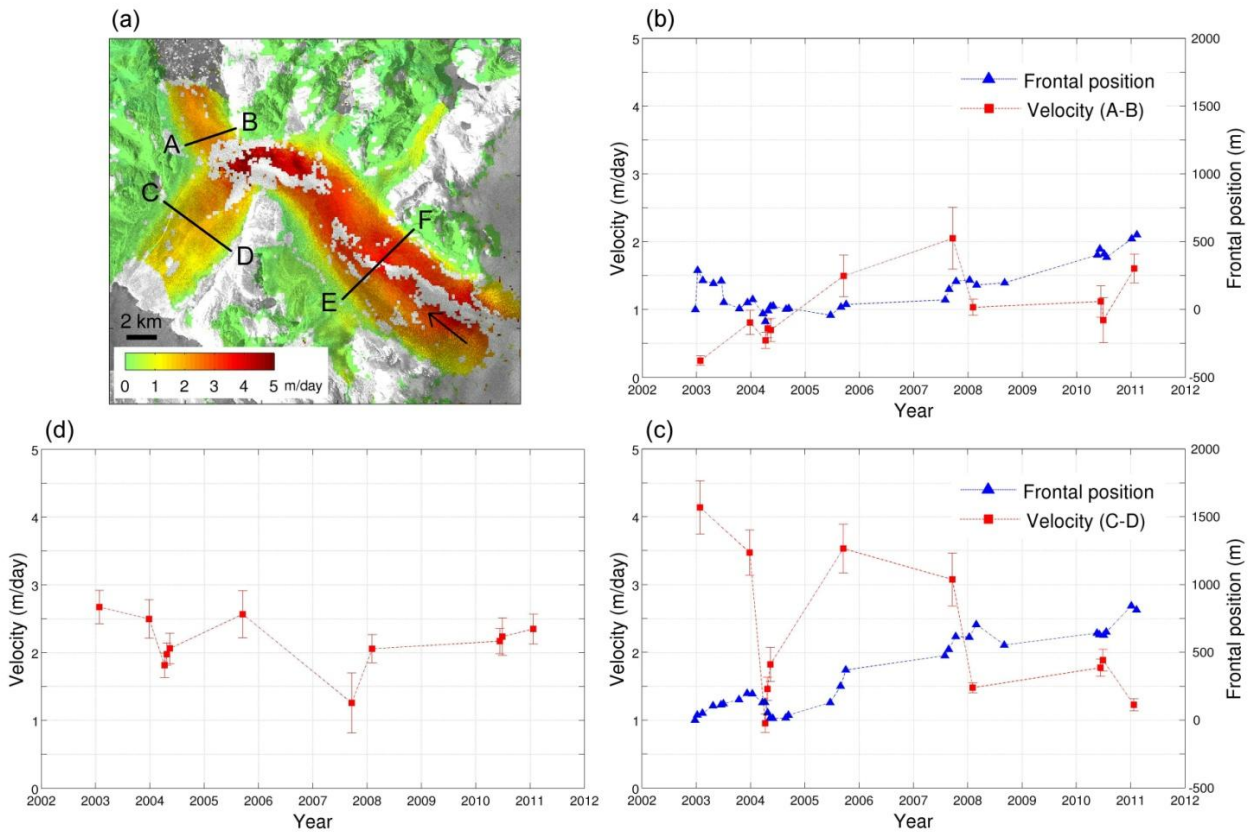 (a)
A
B
C
D
E
F
2 km
0 1 2 3 4 5 m/day
(b)
Velocity (m/day)
5
4
3
2
1
0
Frontal position
Velocity (A-B)
2000
1500
1000
500
0
-500
Frontal position (m)
2002 2003 2004 2005 2006 2007 2008 2009 2010 2011 2012
Year
(d)
Velocity (m/day)
5
4
3
2
1
0
2002 2003 2004 2005 2006 2007 2008 2009 2010 2011 2012
Year
(c)
Velocity (m/day)
5
4
3
2
1
0
Frontal position
Velocity (C-D)
2000
1500
1000
500
0
-500
Frontal position (m)
2002 2003 2004 2005 2006 2007 2008 2009 2010 2011 2012
Year